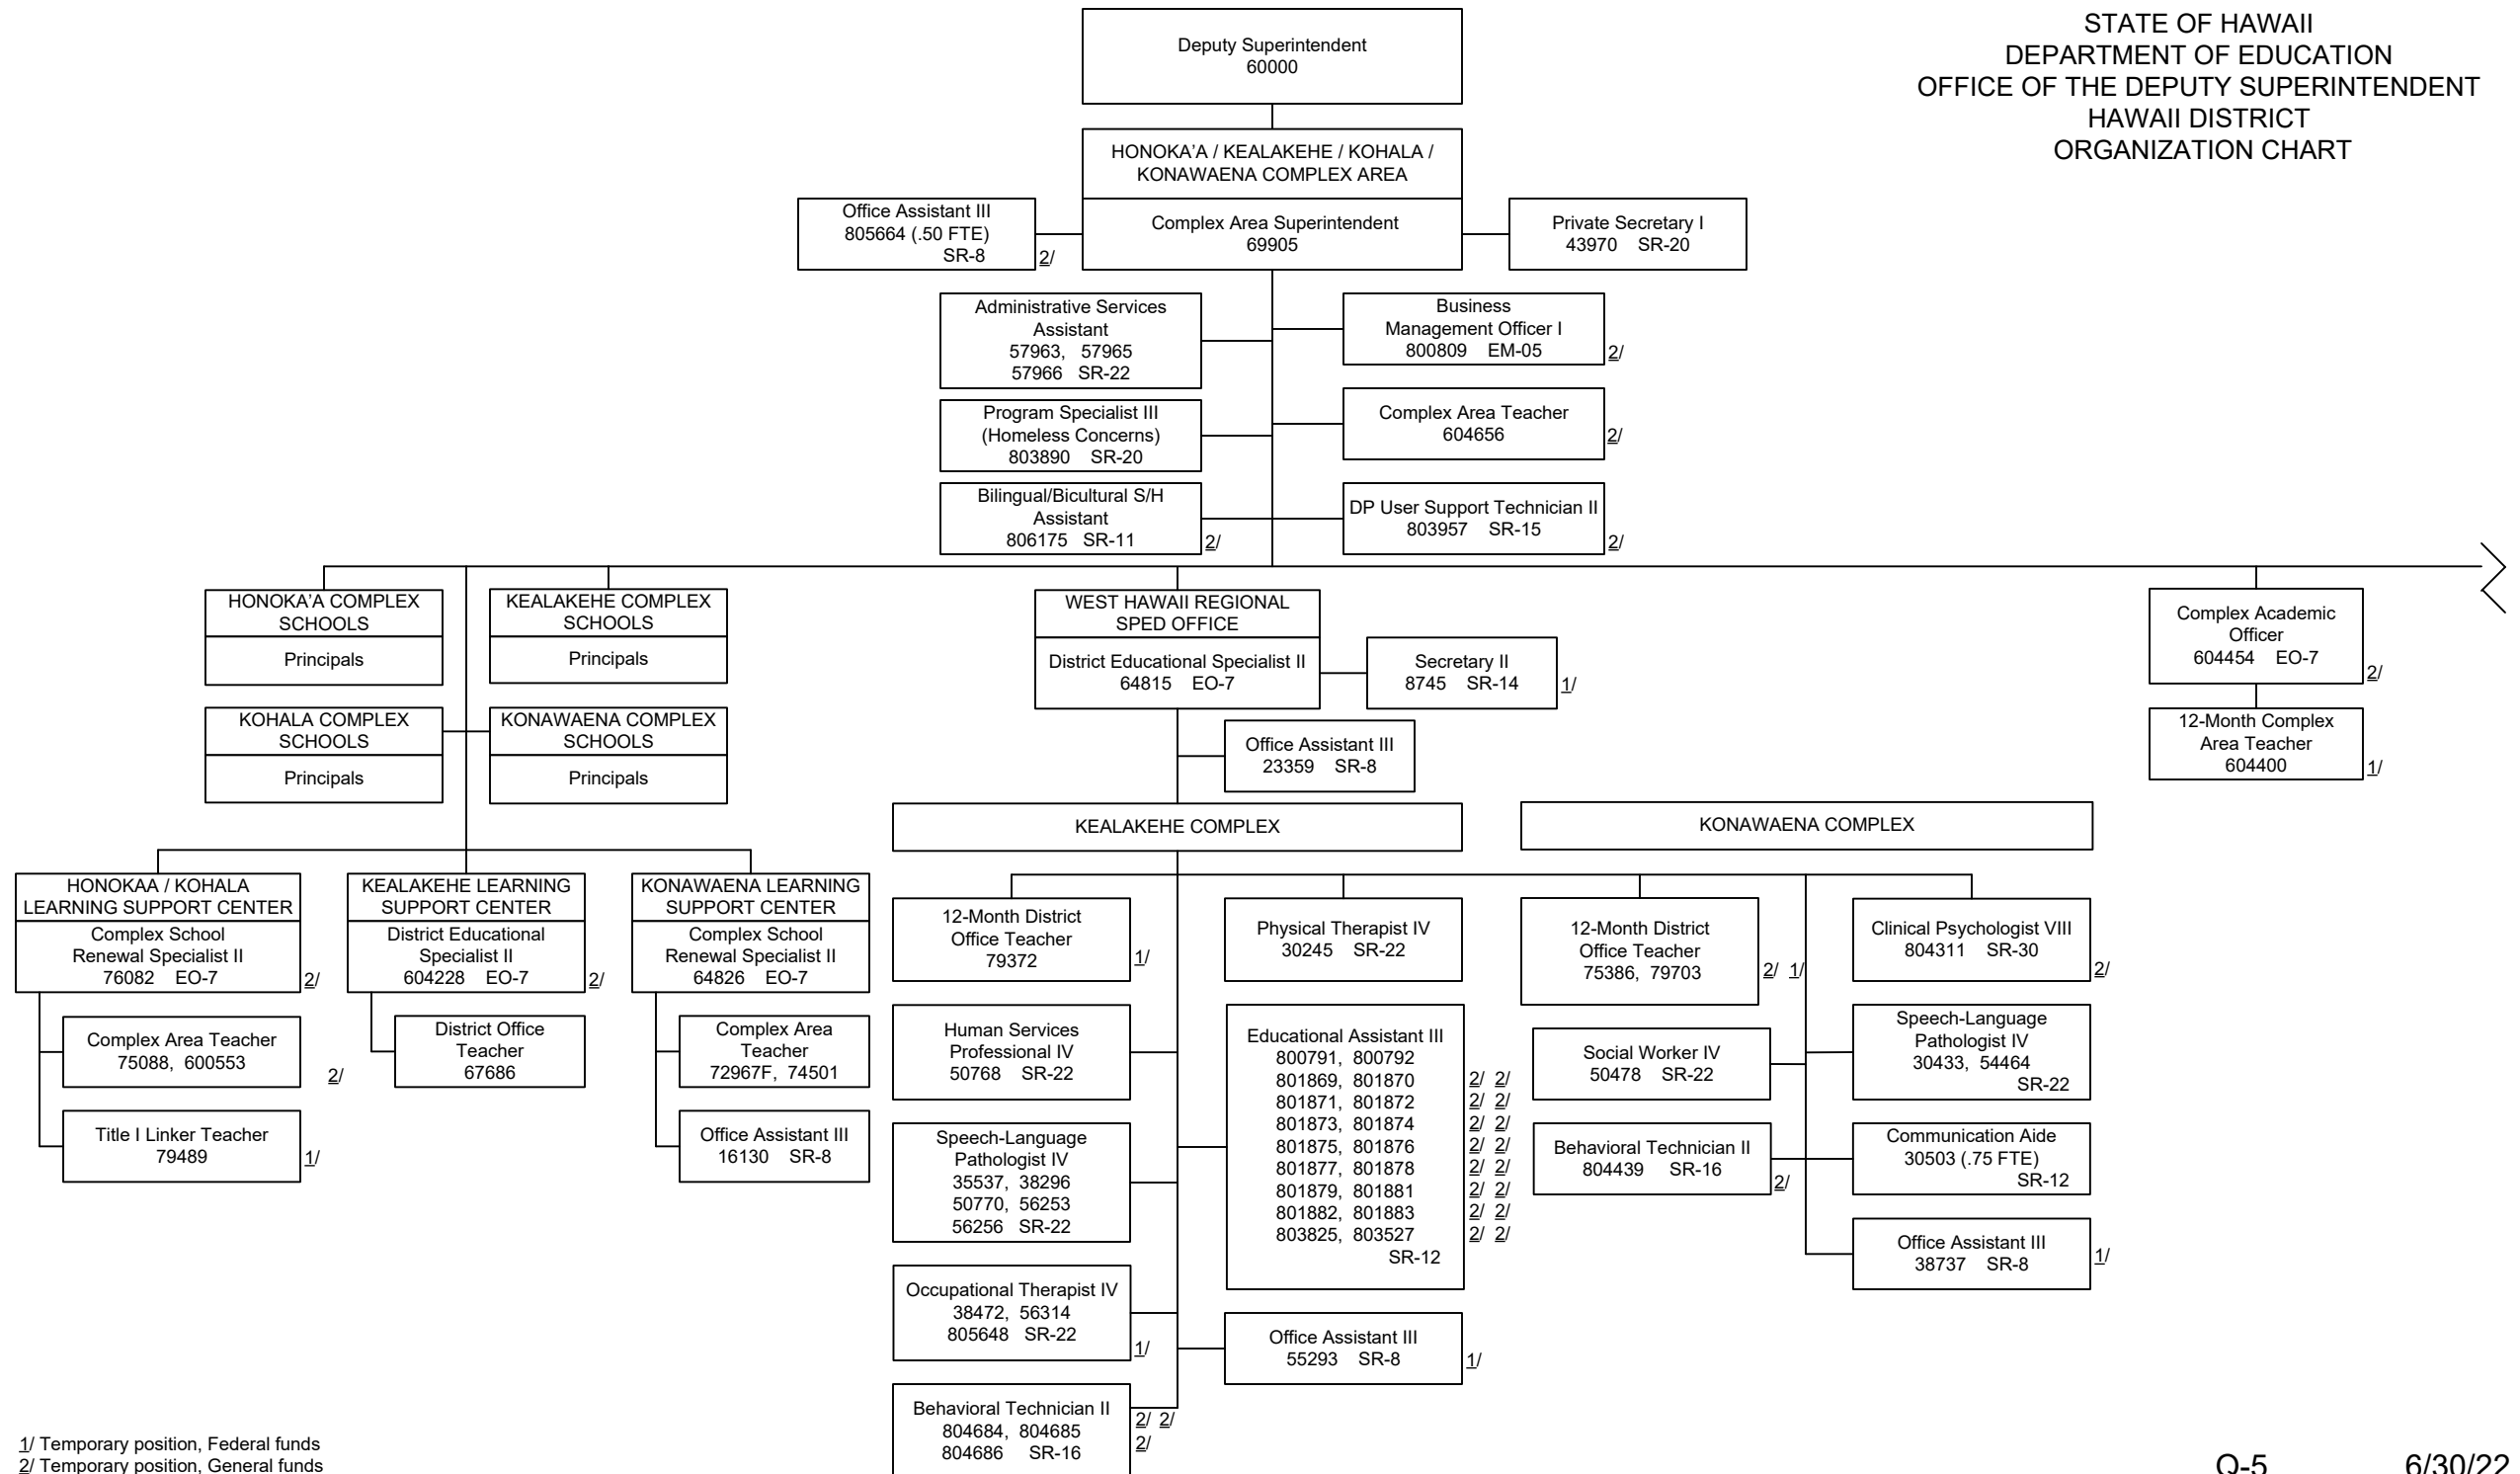 STATE OF HAWAII
DEPARTMENT OF EDUCATION
OFFICE OF THE DEPUTY SUPERINTENDENT
HAWAII DISTRICT
ORGANIZATION CHART
Deputy Superintendent
60000
HONOKA’A / KEALAKEHE / KOHALA /
KONAWAENA COMPLEX AREA
Complex Area Superintendent
69905
Office Assistant III
805664 (.50 FTE)
SR-8 2/
Private Secretary I
43970 SR-20
Administrative Services
Assistant
57963, 57965
57966 SR-22
Business
Management Officer I
800809 EM-05 2/
Program Specialist III
(Homeless Concerns)
803890 SR-20
Complex Area Teacher
604656 2/
Bilingual/Bicultural S/H
Assistant
806175 SR-11 2/
DP User Support Technician II
803957 SR-15 2/
HONOKA’A COMPLEX
SCHOOLS
Principals
KEALAKEHE COMPLEX
SCHOOLS
Principals
KOHALA COMPLEX
SCHOOLS
Principals
KONAWAENA COMPLEX
SCHOOLS
Principals
WEST HAWAII REGIONAL
SPED OFFICE
District Educational Specialist II
64815 EO-7
Secretary II
8745 SR-14 1/
Office Assistant III
23359 SR-8
Complex Academic
Officer
604454 EO-7 2/
12-Month Complex
Area Teacher
604400 1/
HONOKAA / KOHALA
LEARNING SUPPORT CENTER
Complex School
Renewal Specialist II
76082 EO-7 2/
Complex Area Teacher
75088, 600553 2/
Title I Linker Teacher
79489 1/
KEALAKEHE LEARNING
SUPPORT CENTER
District Educational
Specialist II
604228 EO-7 2/
District Office
Teacher
67686
KONAWAENA LEARNING
SUPPORT CENTER
Complex School
Renewal Specialist II
64826 EO-7
Complex Area
Teacher
72967F, 74501
Office Assistant III
16130 SR-8
KEALAKEHE COMPLEX
12-Month District
Office Teacher
79372 1/
Physical Therapist IV
30245 SR-22
Human Services
Professional IV
50768 SR-22
Speech-Language
Pathologist IV
35537, 38296
50770, 56253
56256 SR-22
Occupational Therapist IV
38472, 56314
805648 SR-22 1/
Behavioral Technician II
804684, 804685 2/ 2/
804686 SR-16 2/
Educational Assistant III
800791, 800792
801869, 801870 2/ 2/
801871, 801872 2/ 2/
801873, 801874 2/ 2/
801875, 801876 2/ 2/
801877, 801878 2/ 2/
801879, 801881 2/ 2/
801882, 801883 2/ 2/
803825, 803527 2/ 2/
SR-12
Office Assistant III
55293 SR-8 1/
KONAWAENA COMPLEX
12-Month District
Office Teacher
75386, 79703 2/ 1/
Clinical Psychologist VIII
804311 SR-30 2/
Social Worker IV
50478 SR-22
Speech-Language
Pathologist IV
30433, 54464
SR-22
Behavioral Technician II
804439 SR-16 2/
Communication Aide
30503 (.75 FTE)
SR-12
Office Assistant III
38737 SR-8 1/
1/ Temporary position, Federal funds
2/ Temporary position, General funds
Q-5 6/30/22